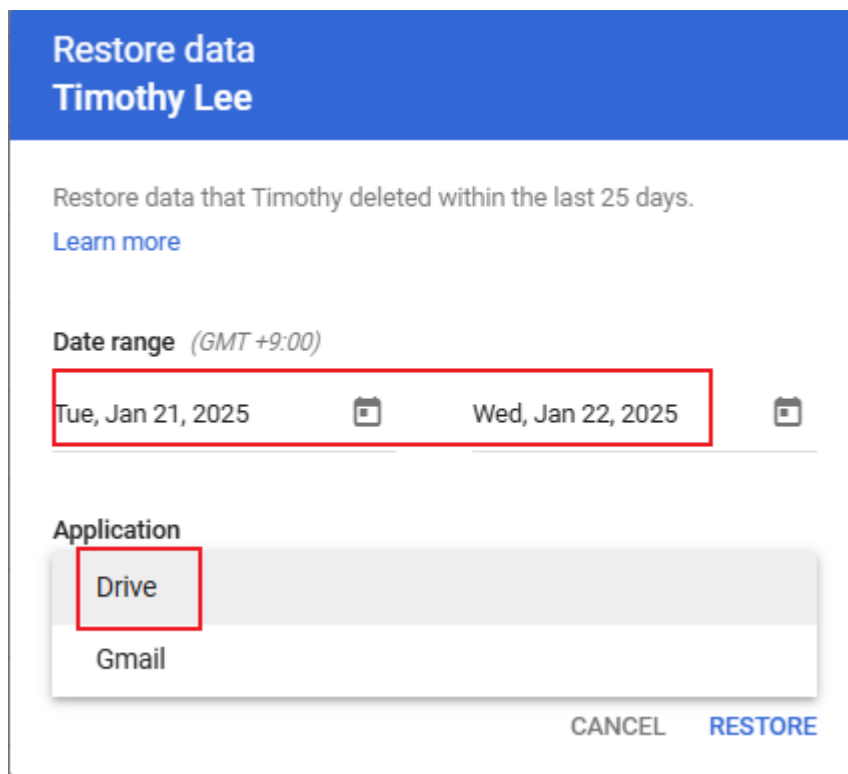 Restore data
Timothy Lee
Restore data that Timothy deleted within the last 25 days.
Learn more
Date range (GMT +9:00)
Tue, Jan 21, 2025 Wed, Jan 22, 2025
Application
Drive
Gmail
CANCEL RESTORE